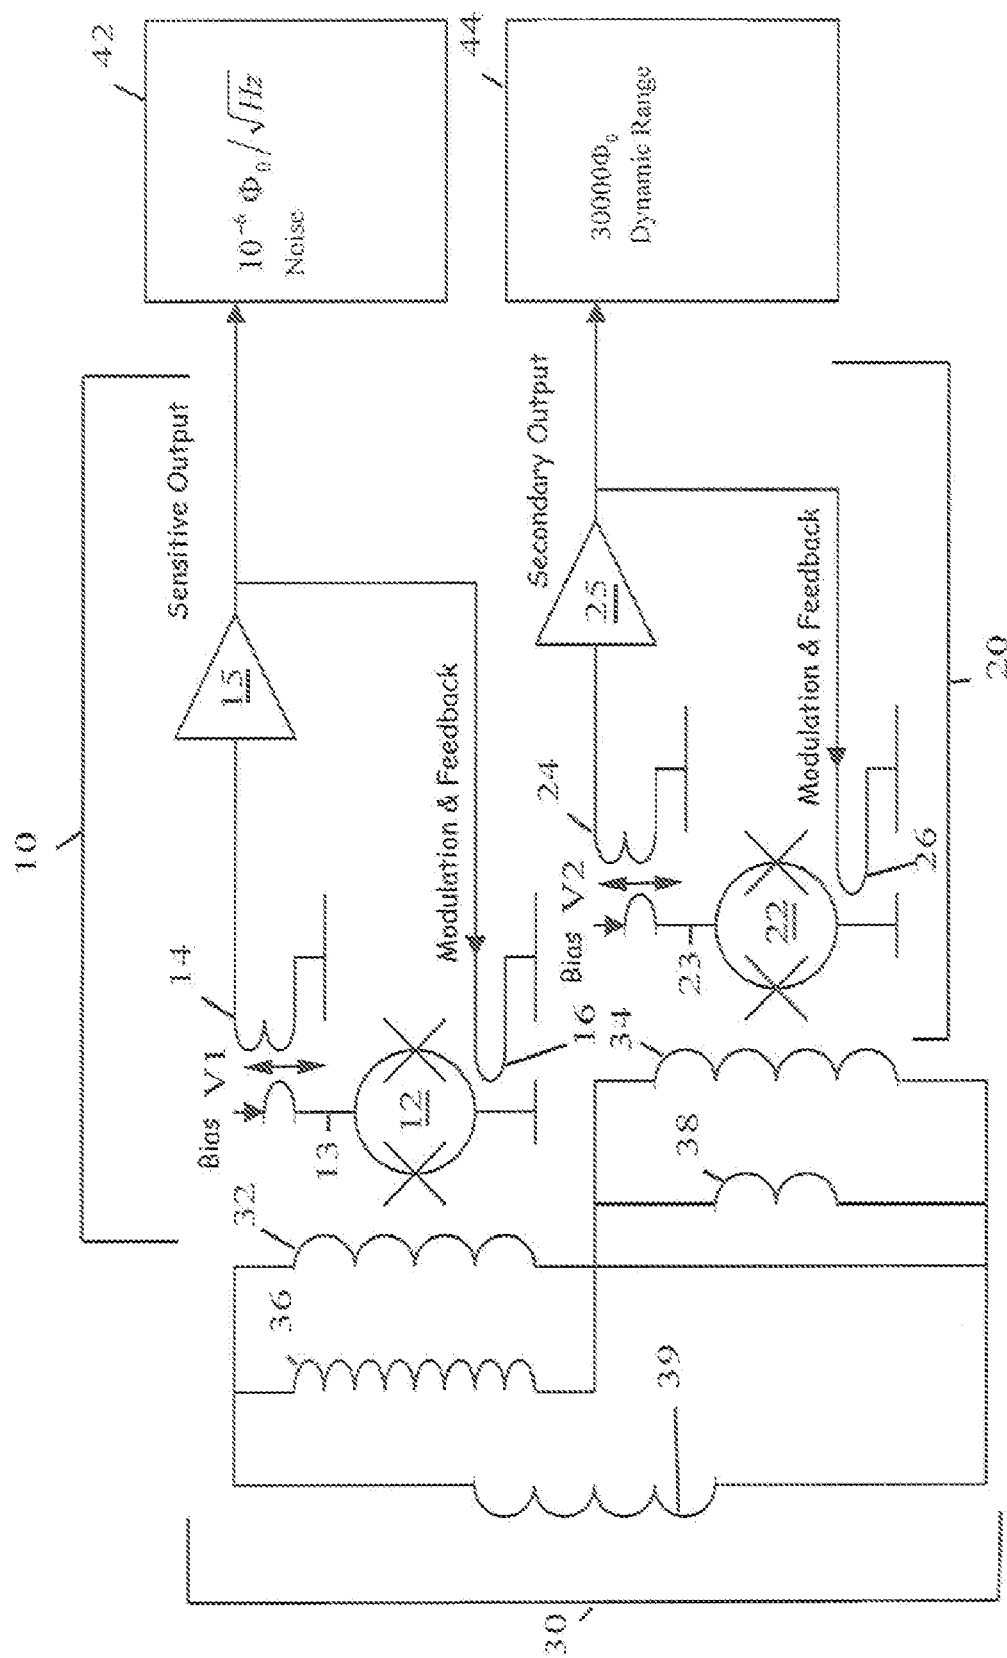 10
42
10⁻⁶ Φ₀/√Hz
Noise
Sensitive Output
15
14
Bias V1
13
12
16
Modulation & Feedback
32
36
39
30
44
30000Φ₀
Dynamic Range
Secondary Output
25
24
Bias V2
23
22
26
Modulation & Feedback
34
38
20